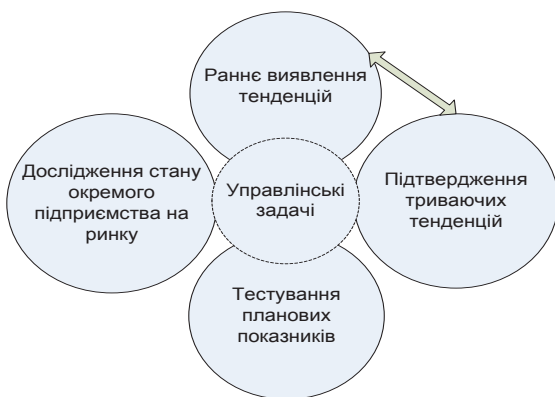 Раннє виявлення
тенденцій
Дослідження стану
окремого
підприємства на
ринку
Управлінські
задачі
Підтвердження
триваючих
тенденцій
Тестування
планових
показників